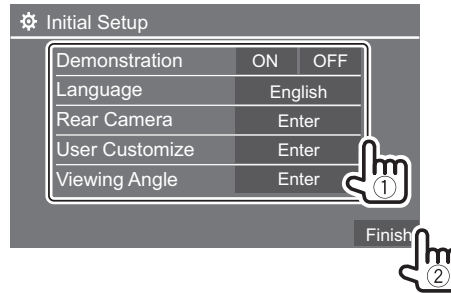 Initial Setup
Demonstration ON OFF
Language English
Rear Camera Enter
User Customize Enter
Viewing Angle Enter
①
Finish
②